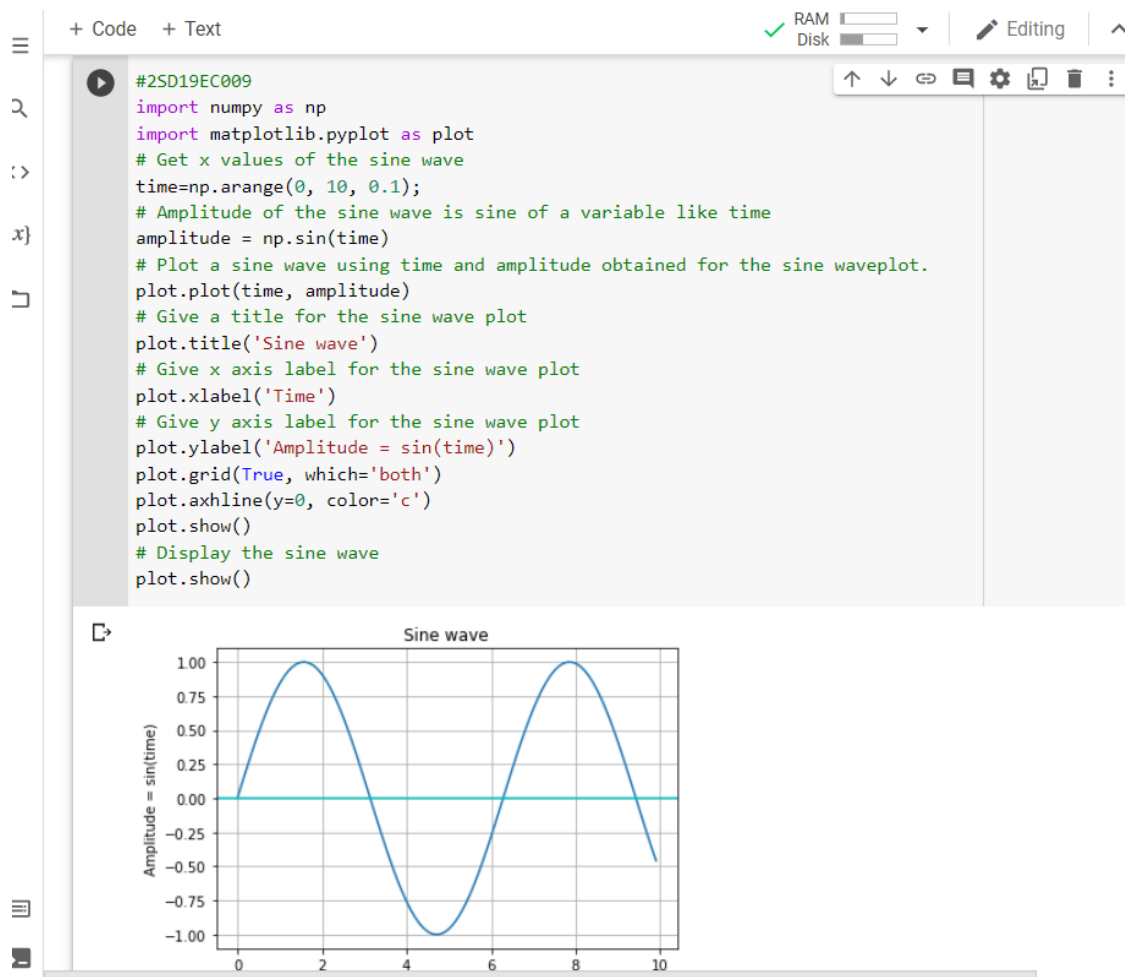 + Code + Text
RAM
Disk
Editing
#2SD19EC009
import numpy as np
import matplotlib.pyplot as plot
# Get x values of the sine wave
time=np.arange(0, 10, 0.1);
# Amplitude of the sine wave is sine of a variable like time
amplitude = np.sin(time)
# Plot a sine wave using time and amplitude obtained for the sine waveplot.
plot.plot(time, amplitude)
# Give a title for the sine wave plot
plot.title('Sine wave')
# Give x axis label for the sine wave plot
plot.xlabel('Time')
# Give y axis label for the sine wave plot
plot.ylabel('Amplitude = sin(time)')
plot.grid(True, which='both')
plot.axhline(y=0, color='c')
plot.show()
# Display the sine wave
plot.show()
Sine wave
Amplitude = sin(time)
1.00
0.75
0.50
0.25
0.00
−0.25
−0.50
−0.75
−1.00
0 2 4 6 8 10